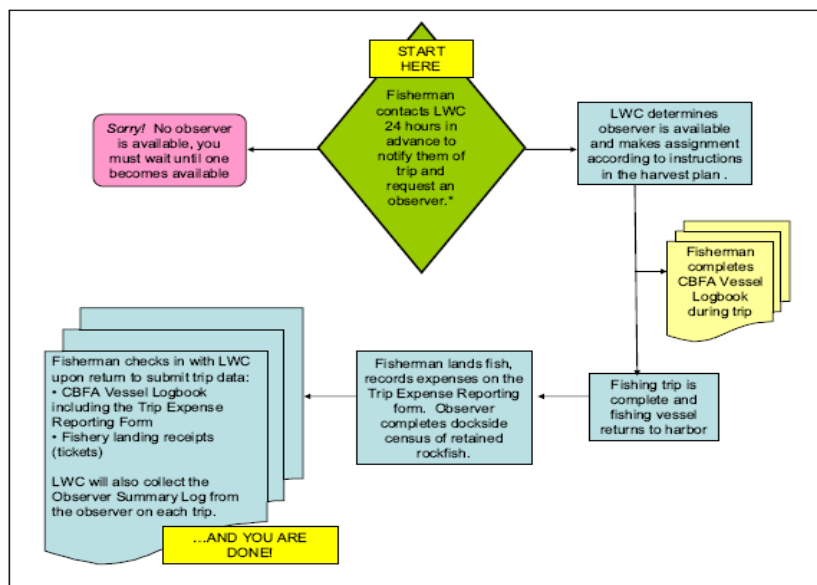 START
HERE
Fisherman
contacts LWC
24 hours in
advance to
notify them of
trip and
request an
observer.*
Sorry! No observer
is available, you
must wait until one
becomes available
LWC determines
observer is available
and makes assignment
according to instructions
in the harvest plan .
Fisherman
completes
CBFA Vessel
Logbook
during trip
Fishing trip is
complete and
fishing vessel
returns to harbor
Fisherman lands fish,
records expenses on the
Trip Expense Reporting
form. Observer
completes dockside
census of retained
rockfish.
Fisherman checks in with LWC
upon return to submit trip data:
• CBFA Vessel Logbook
including the Trip Expense
Reporting Form
• Fishery landing receipts
(tickets)
LWC will also collect the
Observer Summary Log from
the observer on each trip.
...AND YOU ARE
DONE!